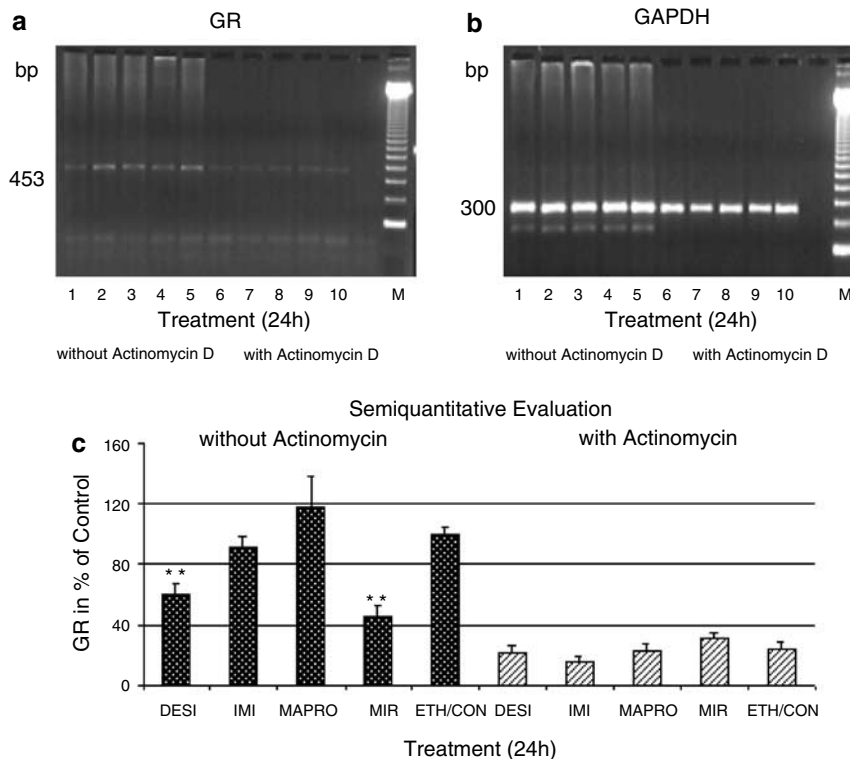 a GR
bp
453
1 2 3 4 5 6 7 8 9 10 M
Treatment (24h)
without Actinomycin D with Actinomycin D
b GAPDH
bp
300
1 2 3 4 5 6 7 8 9 10 M
Treatment (24h)
without Actinomycin D with Actinomycin D
Semiquantitative Evaluation
c without Actinomycin with Actinomycin
GR in % of Control
160
120
80
40
0
** **
DESI IMI MAPRO MIR ETH/CON DESI IMI MAPRO MIR ETH/CON
Treatment (24h)